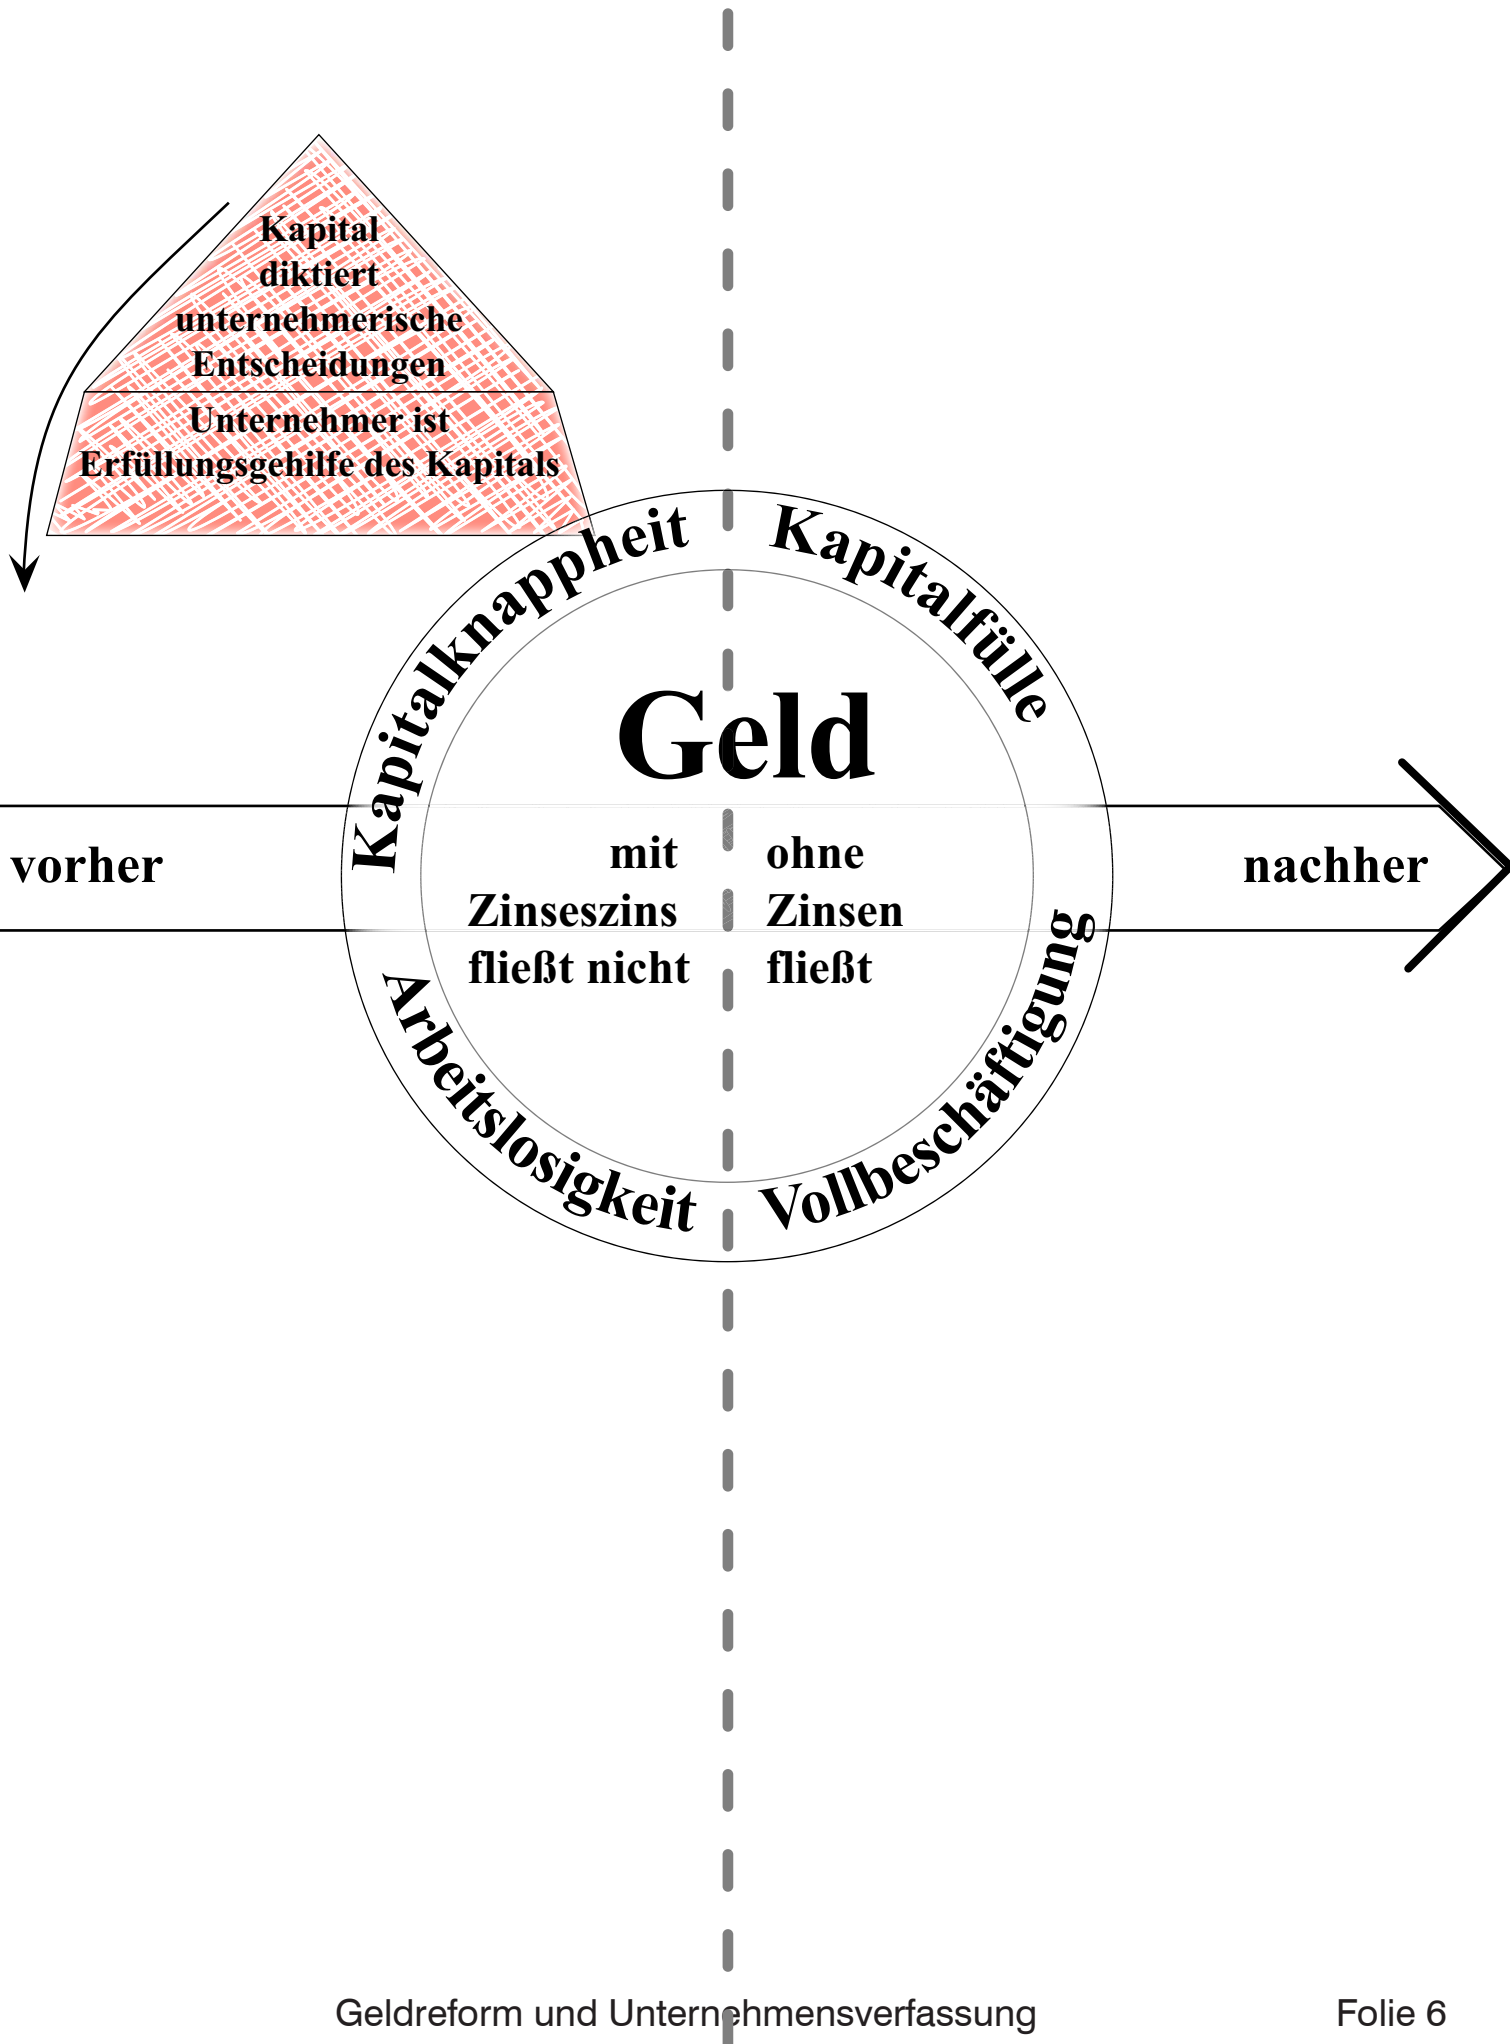 Kapital
diktiert
unternehmerische
Entscheidungen
Unternehmer ist
Erfüllungsgehilfe des Kapitals
Kapitalknappheit
Kapitalfülle
Geld
vorher
mit
Zinseszins
fließt nicht
ohne
Zinsen
fließt
nachher
Arbeitslosigkeit
Vollbeschäftigung
Geldreform und Unternehmensverfassung
Folie 6